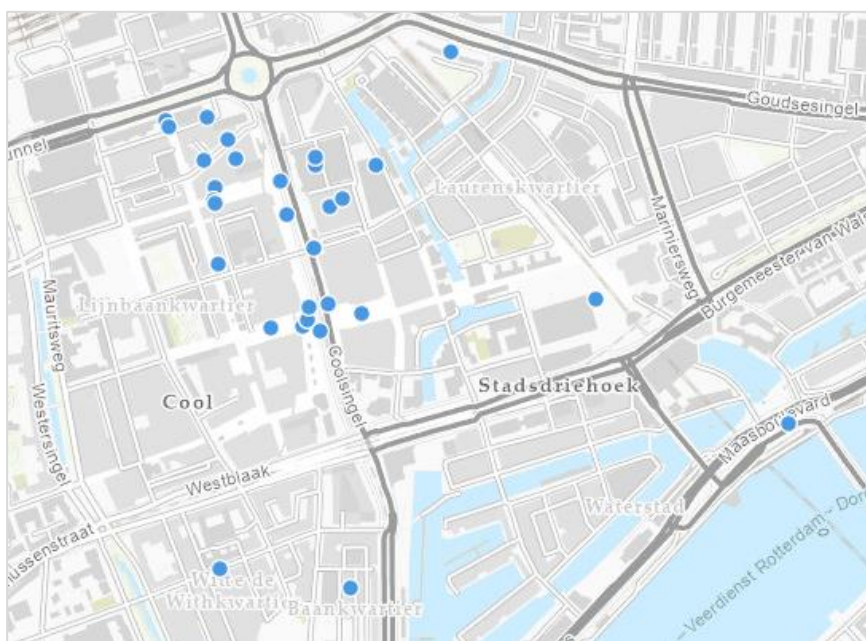 Goudsesingel
unnel
Laurenskwartier
Mariniersweg
Burgemeester van Wal
Lijnbaankwartier
Mauritsweg
Westersingel
Coolsingel
Cool
Stadsdriehoek
Maasboulevard
Westblaak
Waterstad
hussenstraat
Witte de
Withkwartier
Baankwartier
Veerdienst Rotterdam - Dor